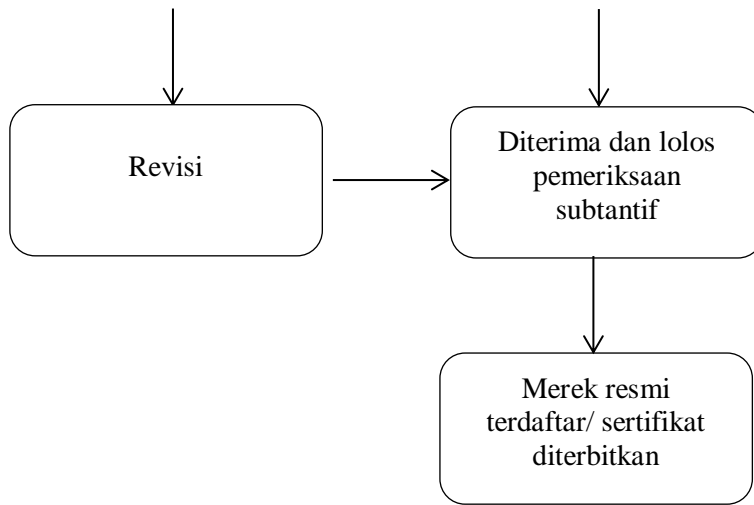 Revisi
Diterima dan lolos
pemeriksaan
subtantif
Merek resmi
terdaftar/ sertifikat
diterbitkan